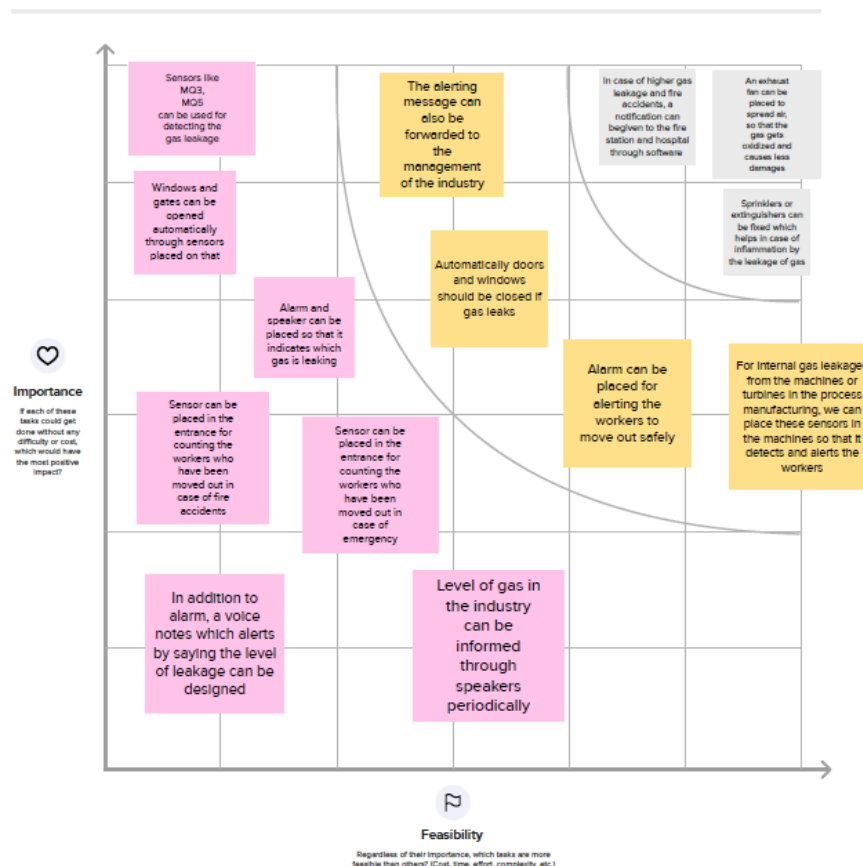 Sensors like
MQ3,
MQ5
can be used for
detecting the
gas leakage
The alerting
message can
also be
forwarded to
the
management
of the industry
In case of higher gas
leakage and fire
accidents, a
notification can
begiven to the fire
station and hospital
through software
An exhaust
fan can be
placed to
spread air,
so that the
gas gets
oxidized and
causes less
damages
Windows and
gates can be
opened
automatically
through sensors
placed on that
Sprinklers or
extinguishers can
be fixed which
helps in case of
inflammation by
the leakage of gas
Automatically doors
and windows
should be closed if
gas leaks
Alarm and
speaker can be
placed so that it
indicates which
gas is leaking
Alarm can be
placed for
alerting the
workers to
move out safely
For internal gas leakage
from the machines or
turbines in the process
manufacturing, we can
place these sensors in
the machines so that it
detects and alerts the
workers
Importance
If each of these
tasks could get
done without any
difficulty or cost,
which would have
the most positive
impact?
Sensor can be
placed in the
entrance for
counting the
workers who
have been
moved out in
case of fire
accidents
Sensor can be
placed in the
entrance for
counting the
workers who
have been
moved out in
case of
emergency
In addition to
alarm, a voice
notes which alerts
by saying the level
of leakage can be
designed
Level of gas in
the industry
can be
informed
through
speakers
periodically
Feasibility
Regardless of their importance, which tasks are more
feasible than others? (Cost, time, effort, complexity, etc.)